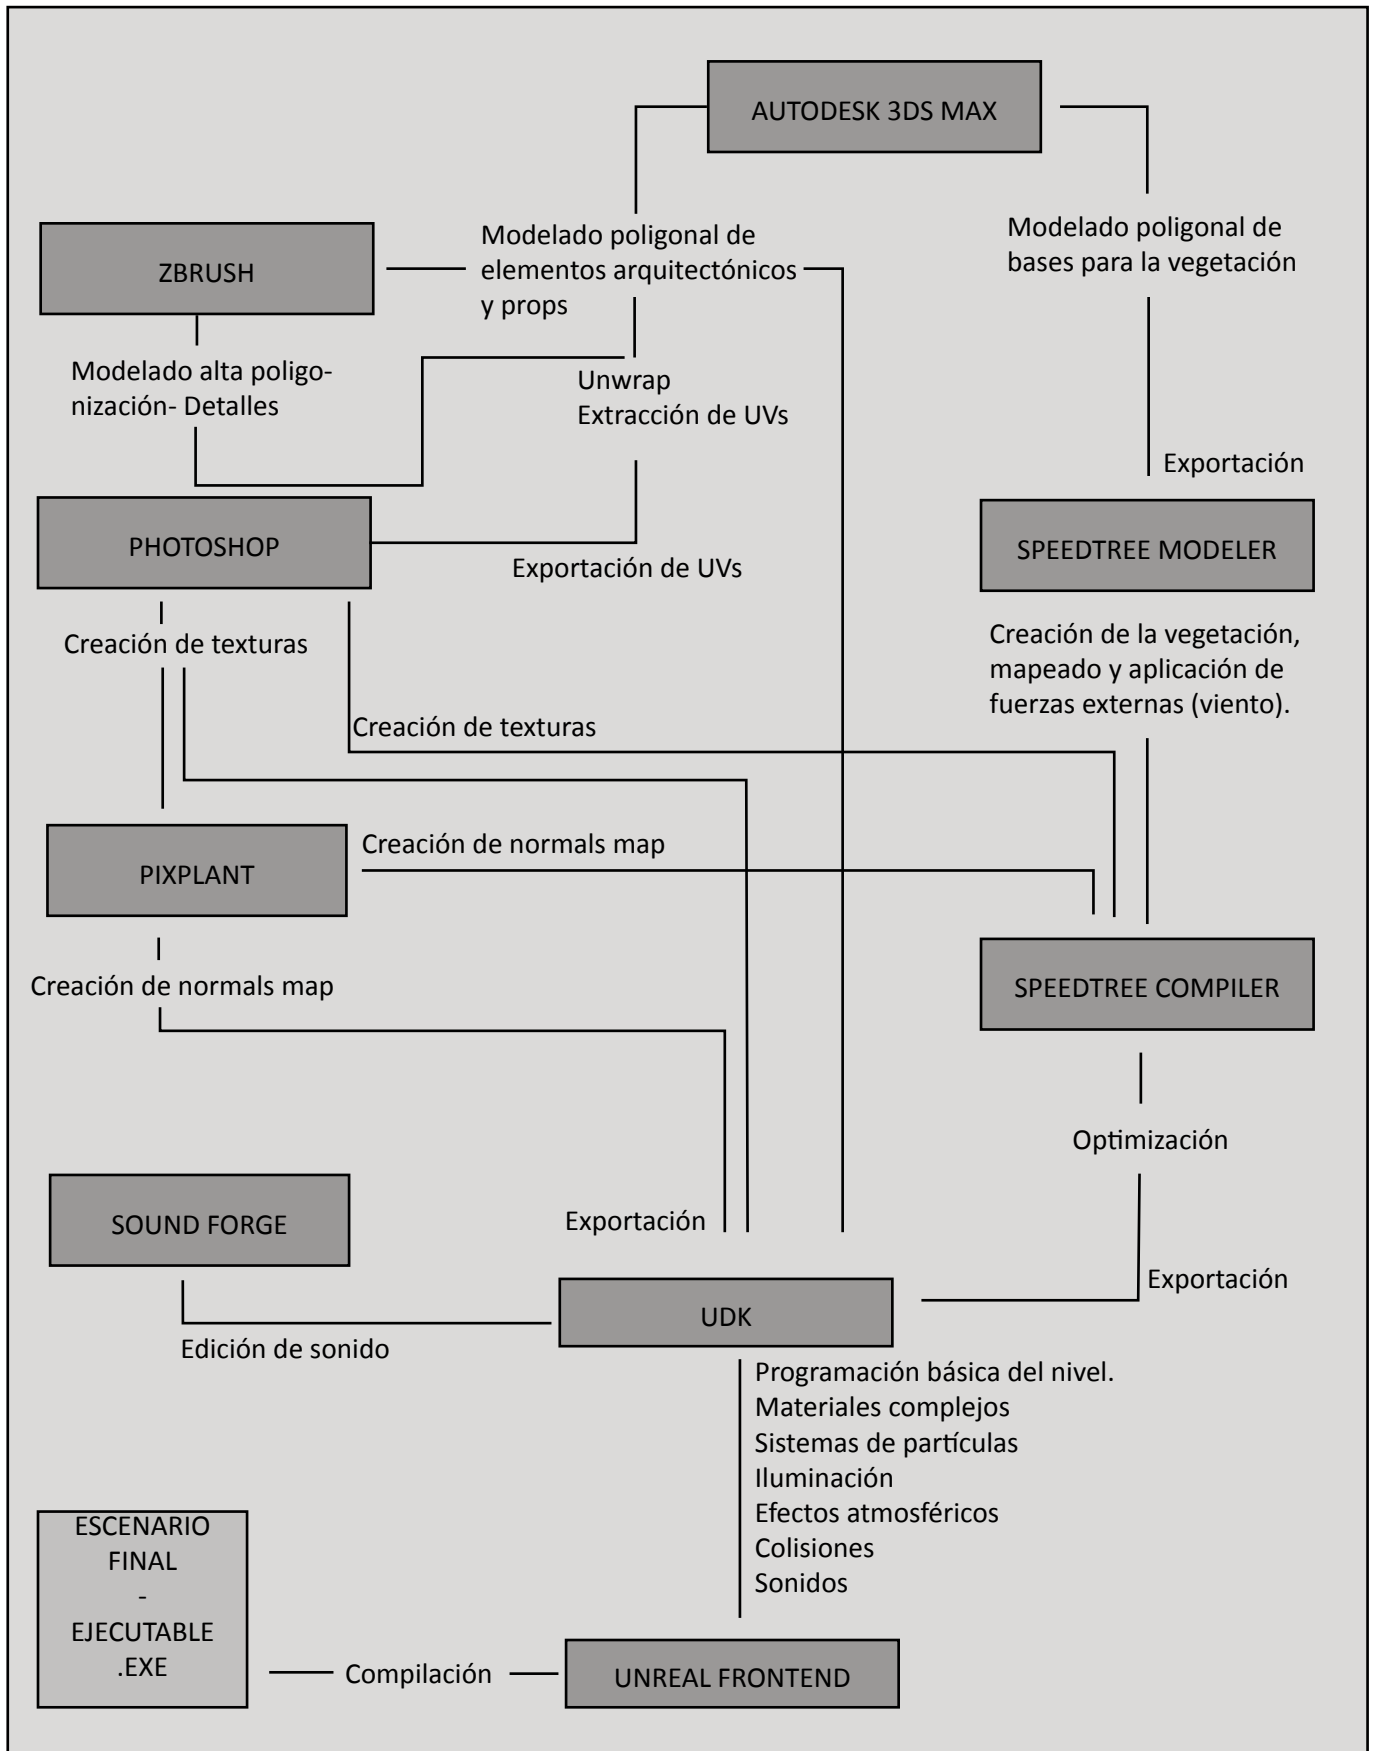 AUTODESK 3DS MAX
ZBRUSH
Modelado poligonal de
elementos arquitectónicos
y props
Modelado poligonal de
bases para la vegetación
Modelado alta poligo-
nización- Detalles
Unwrap
Extracción de UVs
Exportación
PHOTOSHOP
Exportación de UVs
SPEEDTREE MODELER
Creación de texturas
Creación de la vegetación,
mapeado y aplicación de
fuerzas externas (viento).
Creación de texturas
PIXPLANT
Creación de normals map
Creación de normals map
SPEEDTREE COMPILER
Optimización
SOUND FORGE
Exportación
Exportación
UDK
Edición de sonido
Programación básica del nivel.
Materiales complejos
Sistemas de partículas
Iluminación
Efectos atmosféricos
Colisiones
Sonidos
ESCENARIO
FINAL
-
EJECUTABLE
.EXE
Compilación
UNREAL FRONTEND